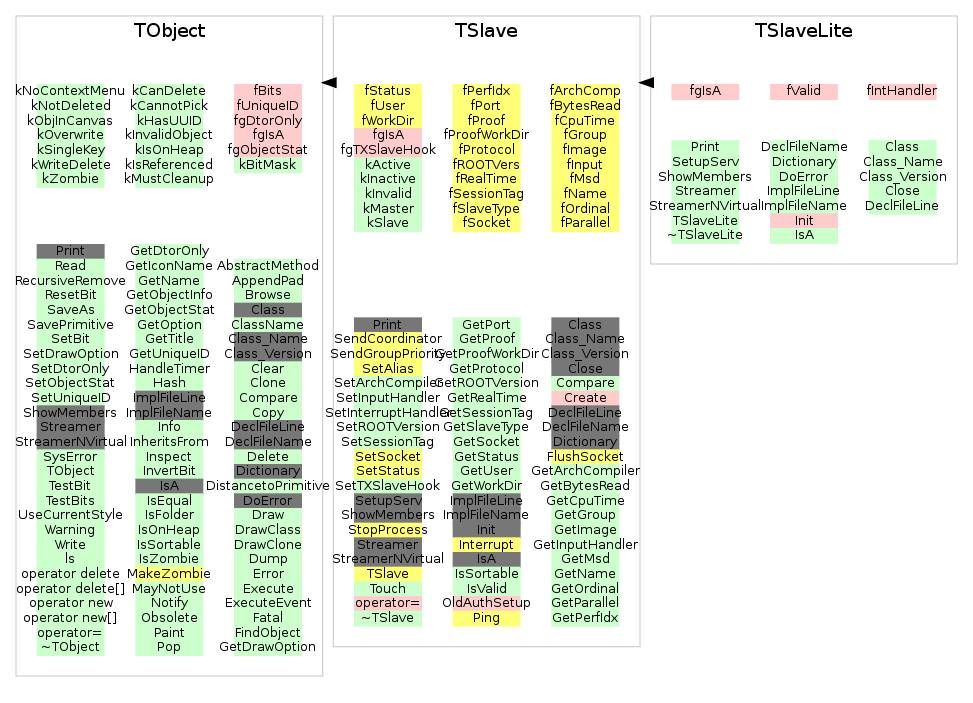 TObject
kNoContextMenu kCanDelete fBits
kNotDeleted kCannotPick fUniqueID
kObjInCanvas kHasUUID fgDtorOnly
kOverwrite kInvalidObject fgIsA
kSingleKey kIsOnHeap fgObjectStat
kWriteDelete kIsReferenced kBitMask
kZombie kMustCleanup
Print GetDtorOnly
Read GetIconName AbstractMethod
RecursiveRemove GetName AppendPad
ResetBit GetObjectInfo Browse
SaveAs GetObjectStat Class
SavePrimitive GetOption ClassName
SetBit GetTitle Class_Name
SetDrawOption GetUniqueID Class_Version
SetDtorOnly HandleTimer Clear
SetObjectStat Hash Clone
SetUniqueID ImplFileLine Compare
ShowMembers ImplFileName Copy
Streamer Info DeclFileLine
StreamerNVirtual InheritsFrom DeclFileName
SysError Inspect Delete
TObject InvertBit Dictionary
TestBit IsA DistancetoPrimitive
TestBits IsEqual DoError
UseCurrentStyle IsFolder Draw
Warning IsOnHeap DrawClass
Write IsSortable DrawClone
ls IsZombie Dump
operator delete MakeZombie Error
operator delete[] MayNotUse Execute
operator new Notify ExecuteEvent
operator new[] Obsolete Fatal
operator= Paint FindObject
~TObject Pop GetDrawOption
TSlave
fStatus fPerfIdx fArchComp
fUser fPort fBytesRead
fWorkDir fProof fCpuTime
fgIsA fProofWorkDir fGroup
fgTXSlaveHook fProtocol fImage
kActive fROOTVers fInput
kInactive fRealTime fMsd
kInvalid fSessionTag fName
kMaster fSlaveType fOrdinal
kSlave fSocket fParallel
Print GetPort Class
SendCoordinator GetProof Class_Name
SendGroupPriority GetProofWorkDir Class_Version
SetAlias GetProtocol Close
SetArchCompiler GetROOTVersion Compare
SetInputHandler GetRealTime Create
SetInterruptHandler GetSessionTag DeclFileLine
SetROOTVersion GetSlaveType DeclFileName
SetSessionTag GetSocket Dictionary
SetSocket GetStatus FlushSocket
SetStatus GetUser GetArchCompiler
SetTXSlaveHook GetWorkDir GetBytesRead
SetupServ ImplFileLine GetCpuTime
ShowMembers ImplFileName GetGroup
StopProcess Init GetImage
Streamer Interrupt GetInputHandler
StreamerNVirtual IsA GetMsd
TSlave IsSortable GetName
Touch IsValid GetOrdinal
operator= OldAuthSetup GetParallel
~TSlave Ping GetPerfIdx
TSlaveLite
fgIsA fValid fIntHandler
Print DeclFileName Class
SetupServ Dictionary Class_Name
ShowMembers DoError Class_Version
Streamer ImplFileLine Close
StreamerNVirtual ImplFileName DeclFileLine
TSlaveLite Init
~TSlaveLite IsA